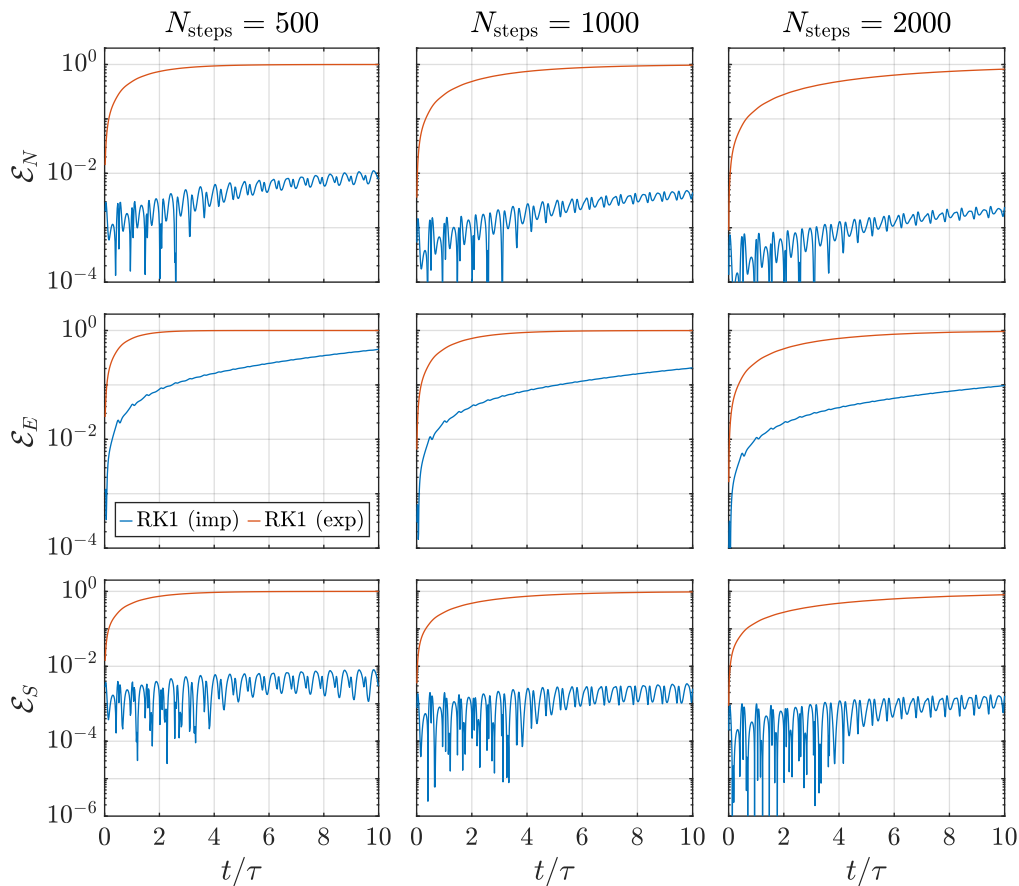 N_steps = 500 N_steps = 1000 N_steps = 2000
10^0
10^-2
10^-4
ℰ_N
10^0
10^-2
10^-4
ℰ_E
RK1 (imp) RK1 (exp)
10^0
10^-2
10^-4
10^-6
ℰ_S
0 2 4 6 8 10 0 2 4 6 8 10 0 2 4 6 8 10
t/τ t/τ t/τ